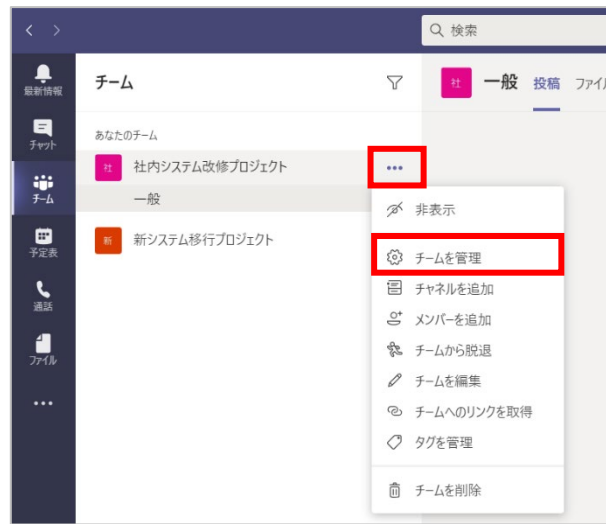 検索
最新情報
チャット
チーム
予定表
通話
ファイル
チーム
あなたのチーム
社 社内システム改修プロジェクト
一般
新 新システム移行プロジェクト
社 一般 投稿 ファイル
非表示
チームを管理
チャネルを追加
メンバーを追加
チームから脱退
チームを編集
チームへのリンクを取得
タグを管理
チームを削除